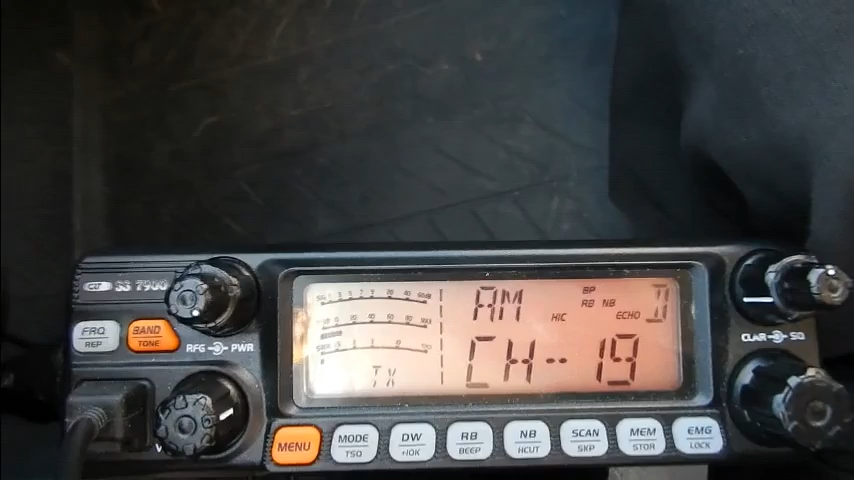 CRT SS 7900
FRQ
REP
BAND
TONE
RFG PWR
TX
AM
BP
RB NB
HIC ECHO
D
CH--19
CLAR SQ
MENU
MODE
TSQ
DW
+10K
RB
BEEP
NB
HCUT
SCAN
SKP
MEM
STOR
EMG
LOCK